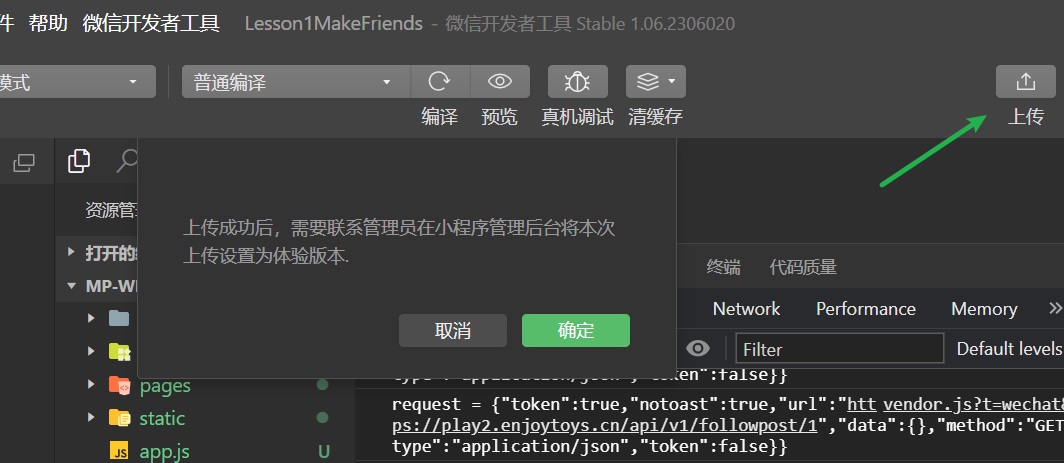 件 帮助 微信开发者工具 Lesson1MakeFriends - 微信开发者工具 Stable 1.06.2306020
模式 普通编译
编译 预览 真机调试 清缓存 上传
资源管
上传成功后，需要联系管理员在小程序管理后台将本次
上传设置为体验版本.
打开的
终端 代码质量
MP-W
取消 确定
Network Performance Memory
Filter Default levels
pages
type":"application/json","token":false}}
static
request = {"token":true,"notoast":true,"url":"htt vendor.js?t=wechat&
ps://play2.enjoytoys.cn/api/v1/followpost/1","data":{},"method":"GET
app.js U
type":"application/json","token":false}}